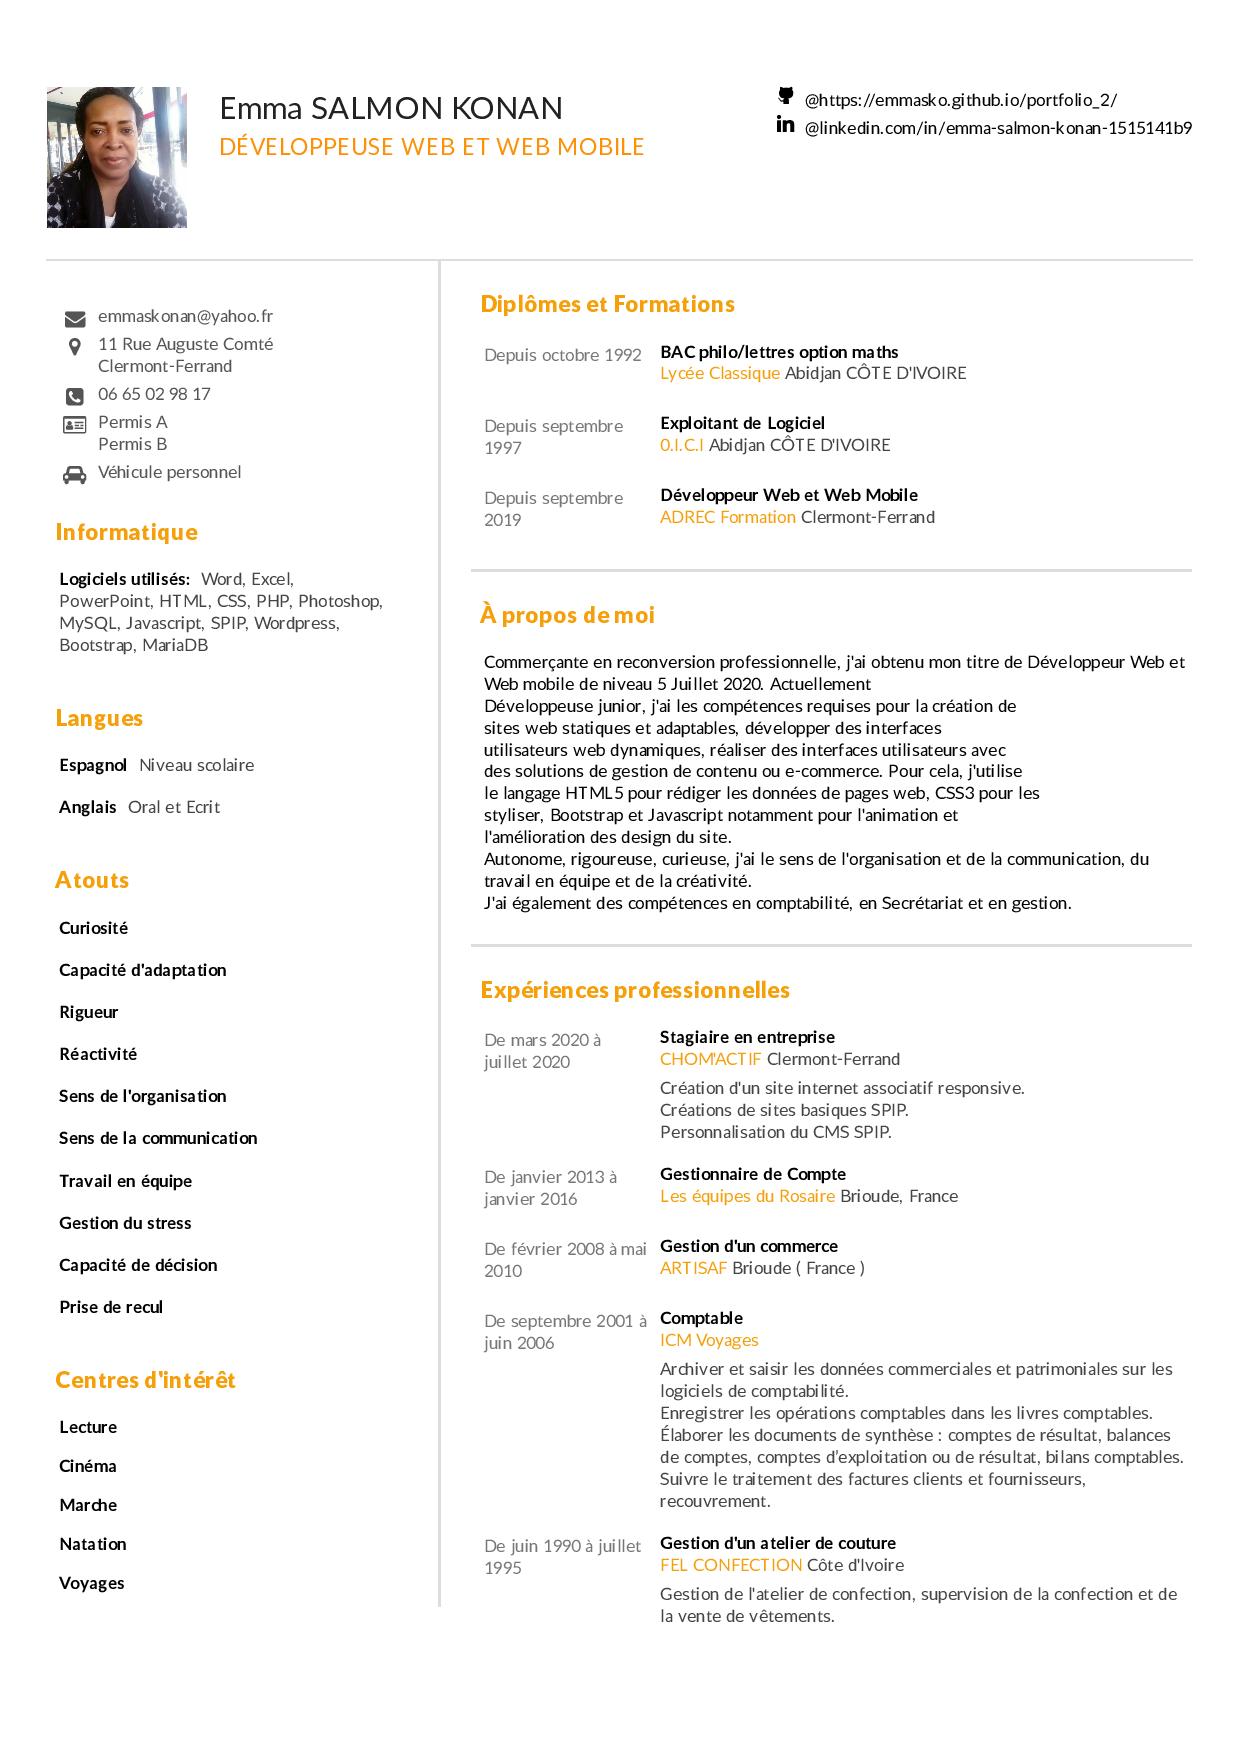 Emma SALMON KONAN
DÉVELOPPEUSE WEB ET WEB MOBILE
@https://emmasko.github.io/portfolio_2/
@linkedin.com/in/emma-salmon-konan-1515141b9
emmaskonan@yahoo.fr
11 Rue Auguste Comté
Clermont-Ferrand
06 65 02 98 17
Permis A
Permis B
Véhicule personnel
Informatique
Logiciels utilisés: Word, Excel,
PowerPoint, HTML, CSS, PHP, Photoshop,
MySQL, Javascript, SPIP, Wordpress,
Bootstrap, MariaDB
Langues
Espagnol Niveau scolaire
Anglais Oral et Ecrit
Atouts
Curiosité
Capacité d'adaptation
Rigueur
Réactivité
Sens de l'organisation
Sens de la communication
Travail en équipe
Gestion du stress
Capacité de décision
Prise de recul
Centres d'intérêt
Lecture
Cinéma
Marche
Natation
Voyages
Diplômes et Formations
Depuis octobre 1992
BAC philo/lettres option maths
Lycée Classique Abidjan CÔTE D'IVOIRE
Depuis septembre
1997
Exploitant de Logiciel
O.I.C.I Abidjan CÔTE D'IVOIRE
Depuis septembre
2019
Développeur Web et Web Mobile
ADREC Formation Clermont-Ferrand
À propos de moi
Commerçante en reconversion professionnelle, j'ai obtenu mon titre de Développeur Web et
Web mobile de niveau 5 Juillet 2020. Actuellement
Développeuse junior, j'ai les compétences requises pour la création de
sites web statiques et adaptables, développer des interfaces
utilisateurs web dynamiques, réaliser des interfaces utilisateurs avec
des solutions de gestion de contenu ou e-commerce. Pour cela, j'utilise
le langage HTML5 pour rédiger les données de pages web, CSS3 pour les
styliser, Bootstrap et Javascript notamment pour l'animation et
l'amélioration des design du site.
Autonome, rigoureuse, curieuse, j'ai le sens de l'organisation et de la communication, du
travail en équipe et de la créativité.
J'ai également des compétences en comptabilité, en Secrétariat et en gestion.
Expériences professionnelles
De mars 2020 à
juillet 2020
Stagiaire en entreprise
CHOM'ACTIF Clermont-Ferrand
Création d'un site internet associatif responsive.
Créations de sites basiques SPIP.
Personnalisation du CMS SPIP.
De janvier 2013 à
janvier 2016
Gestionnaire de Compte
Les équipes du Rosaire Brioude, France
De février 2008 à mai
2010
Gestion d'un commerce
ARTISAF Brioude ( France )
De septembre 2001 à
juin 2006
Comptable
ICM Voyages
Archiver et saisir les données commerciales et patrimoniales sur les
logiciels de comptabilité.
Enregistrer les opérations comptables dans les livres comptables.
Élaborer les documents de synthèse : comptes de résultat, balances
de comptes, comptes d’exploitation ou de résultat, bilans comptables.
Suivre le traitement des factures clients et fournisseurs,
recouvrement.
De juin 1990 à juillet
1995
Gestion d'un atelier de couture
FEL CONFECTION Côte d'Ivoire
Gestion de l'atelier de confection, supervision de la confection et de
la vente de vêtements.